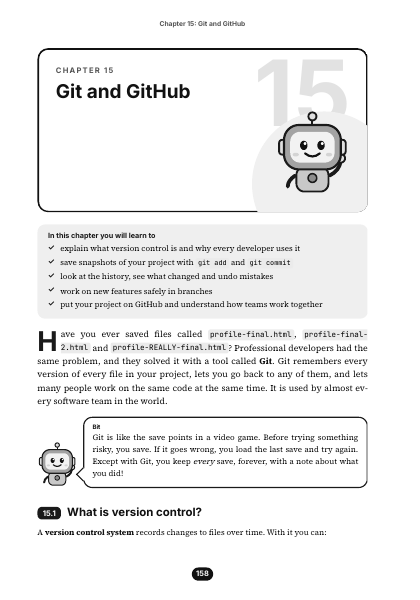 Chapter 15: Git and GitHub
CHAPTER 15
15
Git and GitHub
In this chapter you will learn to
✓ explain what version control is and why every developer uses it
✓ save snapshots of your project with git add and git commit
✓ look at the history, see what changed and undo mistakes
✓ work on new features safely in branches
✓ put your project on GitHub and understand how teams work together
Have you ever saved files called profile-final.html, profile-final-
2.html and profile-REALLY-final.html? Professional developers had the
same problem, and they solved it with a tool called Git. Git remembers every
version of every file in your project, lets you go back to any of them, and lets
many people work on the same code at the same time. It is used by almost ev-
ery software team in the world.
Bit
Git is like the save points in a video game. Before trying something
risky, you save. If it goes wrong, you load the last save and try again.
Except with Git, you keep every save, forever, with a note about what
you did!
15.1 What is version control?
A version control system records changes to files over time. With it you can:
158